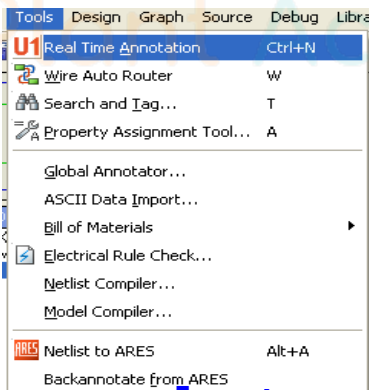 Tools Design Graph Source Debug Libra
U1 Real Time Annotation Ctrl+N
Wire Auto Router W
Search and Tag... T
Property Assignment Tool... A
Global Annotator...
ASCII Data Import...
Bill of Materials
Electrical Rule Check...
Netlist Compiler...
Model Compiler...
ARES Netlist to ARES Alt+A
Backannotate from ARES